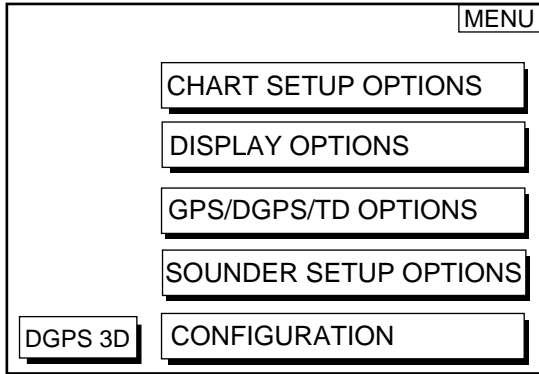 MENU
CHART SETUP OPTIONS
DISPLAY OPTIONS
GPS/DGPS/TD OPTIONS
SOUNDER SETUP OPTIONS
DGPS 3D
CONFIGURATION